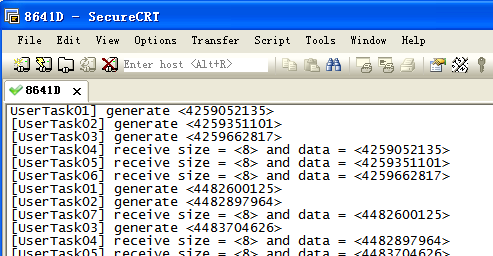 8641D - SecureCRT
File Edit View Options Transfer Script Tools Window Help
Enter host <Alt+R>
8641D ×
UserTask01] generate <4259052135>
[UserTask02] generate <4259351101>
[UserTask03] generate <4259662817>
[UserTask04] receive size = <8> and data = <4259052135>
[UserTask05] receive size = <8> and data = <4259351101>
[UserTask06] receive size = <8> and data = <4259662817>
[UserTask01] generate <4482600125>
[UserTask02] generate <4482897964>
[UserTask07] receive size = <8> and data = <4482600125>
[UserTask03] generate <4483704626>
[UserTask04] receive size = <8> and data = <4482897964>
[UserTask05] receive size = <8> and data = <4483704626>